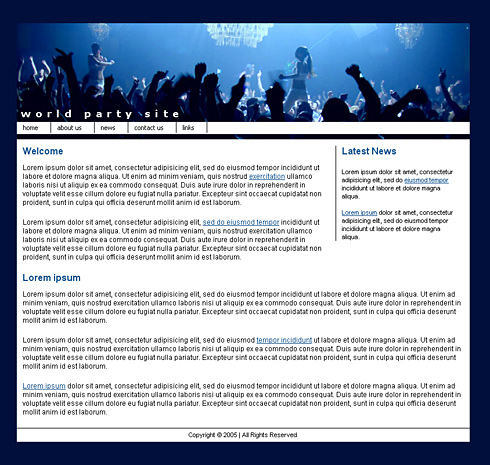 world party site
home
about us
news
contact us
links
Welcome
Lorem ipsum dolor sit amet, consectetur adipisicing elit, sed do eiusmod tempor incididunt ut
labore et dolore magna aliqua. Ut enim ad minim veniam, quis nostrud exercitation ullamco
laboris nisi ut aliquip ex ea commodo consequat. Duis aute irure dolor in reprehenderit in
voluptate velit esse cillum dolore eu fugiat nulla pariatur. Excepteur sint occaecat cupidatat non
proident, sunt in culpa qui officia deserunt mollit anim id est laborum.
Lorem ipsum dolor sit amet, consectetur adipisicing elit, sed do eiusmod tempor incididunt ut
labore et dolore magna aliqua. Ut enim ad minim veniam, quis nostrud exercitation ullamco
laboris nisi ut aliquip ex ea commodo consequat. Duis aute irure dolor in reprehenderit in
voluptate velit esse cillum dolore eu fugiat nulla pariatur. Excepteur sint occaecat cupidatat non
proident, sunt in culpa qui officia deserunt mollit anim id est laborum.
Latest News
Lorem ipsum dolor sit amet, consectetur
adipisicing elit, sed do eiusmod tempor
incididunt ut labore et dolore magna
aliqua.
Lorem ipsum dolor sit amet, consectetur
adipisicing elit, sed do eiusmod tempor
incididunt ut labore et dolore magna
aliqua.
Lorem ipsum
Lorem ipsum dolor sit amet, consectetur adipisicing elit, sed do eiusmod tempor incididunt ut labore et dolore magna aliqua. Ut enim ad
minim veniam, quis nostrud exercitation ullamco laboris nisi ut aliquip ex ea commodo consequat. Duis aute irure dolor in reprehenderit in
voluptate velit esse cillum dolore eu fugiat nulla pariatur. Excepteur sint occaecat cupidatat non proident, sunt in culpa qui officia deserunt
mollit anim id est laborum.
Lorem ipsum dolor sit amet, consectetur adipisicing elit, sed do eiusmod tempor incididunt ut labore et dolore magna aliqua. Ut enim ad
minim veniam, quis nostrud exercitation ullamco laboris nisi ut aliquip ex ea commodo consequat. Duis aute irure dolor in reprehenderit in
voluptate velit esse cillum dolore eu fugiat nulla pariatur. Excepteur sint occaecat cupidatat non proident, sunt in culpa qui officia deserunt
mollit anim id est laborum.
Lorem ipsum dolor sit amet, consectetur adipisicing elit, sed do eiusmod tempor incididunt ut labore et dolore magna aliqua. Ut enim ad
minim veniam, quis nostrud exercitation ullamco laboris nisi ut aliquip ex ea commodo consequat. Duis aute irure dolor in reprehenderit in
voluptate velit esse cillum dolore eu fugiat nulla pariatur. Excepteur sint occaecat cupidatat non proident, sunt in culpa qui officia deserunt
mollit anim id est laborum.
Copyright © 2005 | All Rights Reserved